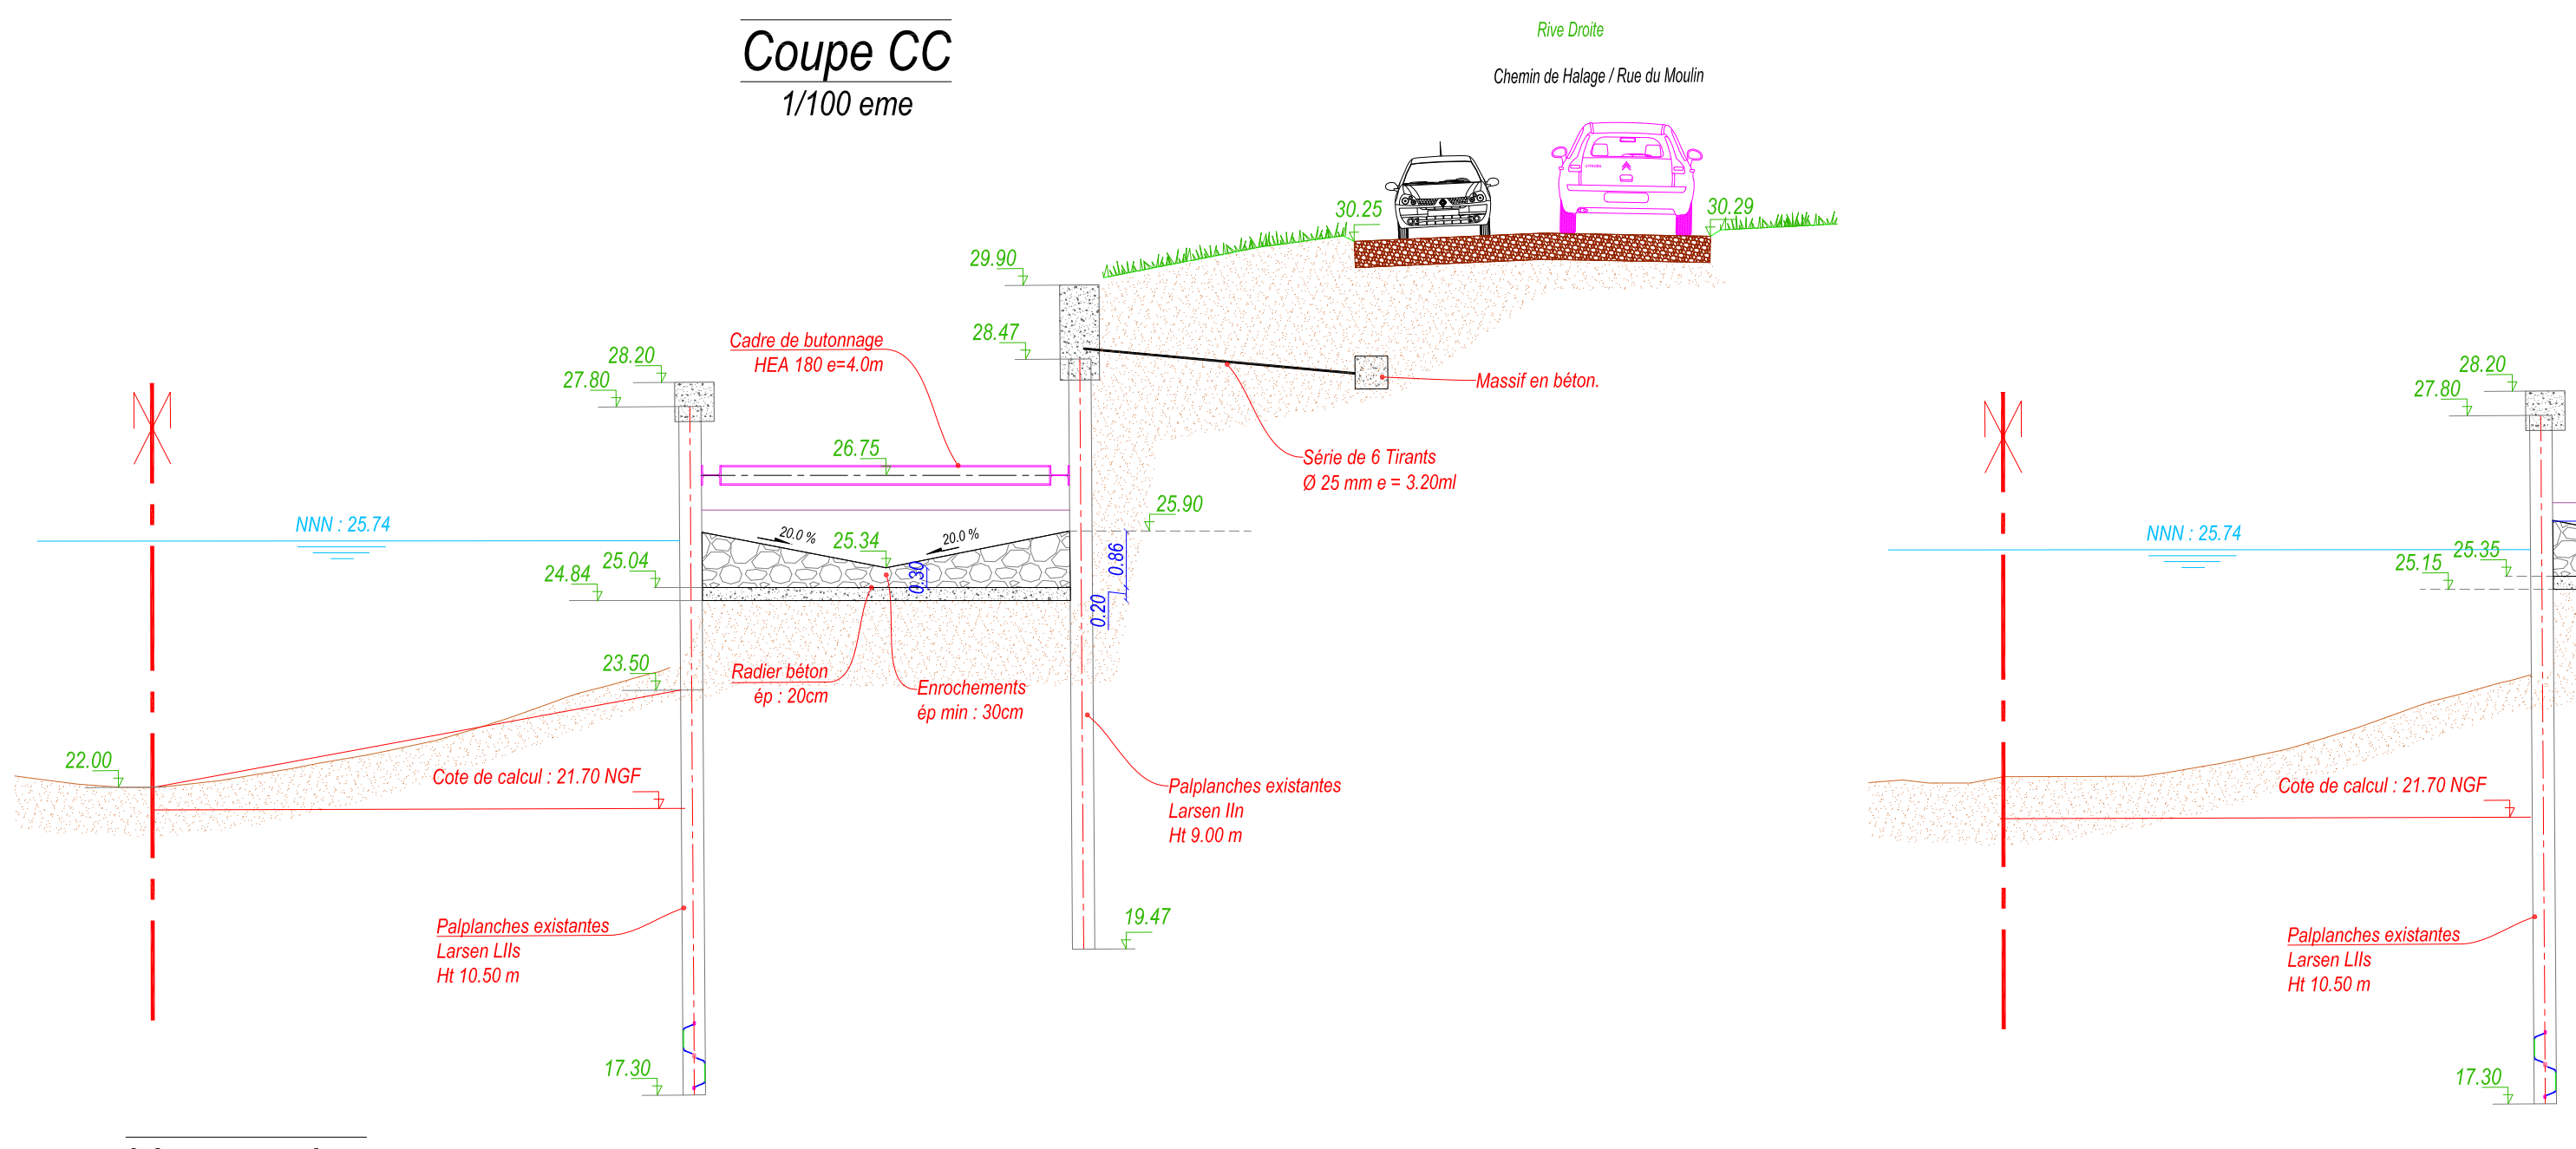 Coupe CC
1/100 eme
Rive Droite
Chemin de Halage / Rue du Moulin
30.25
30.29
29.90
28.47
Cadre de butonnage
HEA 180 e=4.0m
28.20
27.80
Massif en béton.
26.75
Série de 6 Tirants
Ø 25 mm e = 3.20ml
25.90
NNN : 25.74
20.0 %
25.34
20.0 %
25.04
24.84
0.30
0.86
0.20
23.50
Radier béton
ép : 20cm
Enrochements
ép min : 30cm
22.00
Cote de calcul : 21.70 NGF
Palplanches existantes
Larsen IIn
Ht 9.00 m
19.47
Palplanches existantes
Larsen LIIs
Ht 10.50 m
17.30
28.20
27.80
NNN : 25.74
25.35
25.15
Cote de calcul : 21.70 NGF
Palplanches existantes
Larsen LIIs
Ht 10.50 m
17.30